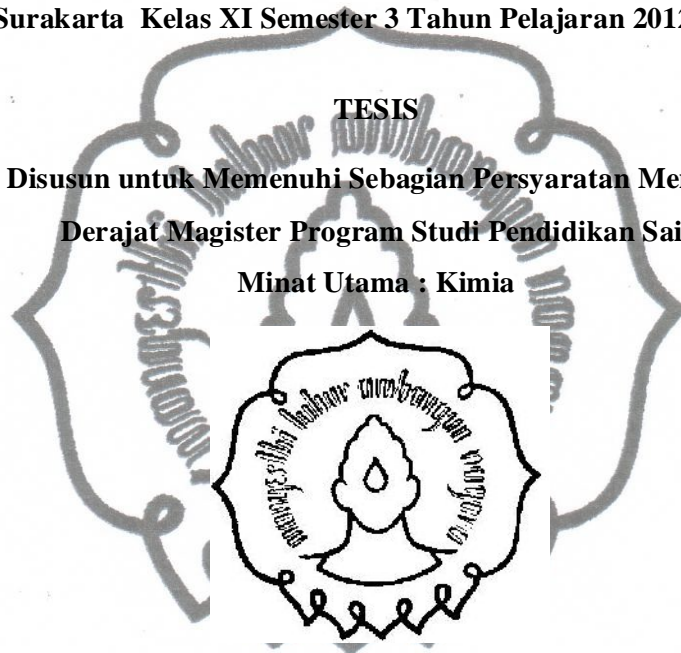 Surakarta Kelas XI Semester 3 Tahun Pelajaran 2012
TESIS
Disusun untuk Memenuhi Sebagian Persyaratan Me
Derajat Magister Program Studi Pendidikan Sai
Minat Utama : Kimia